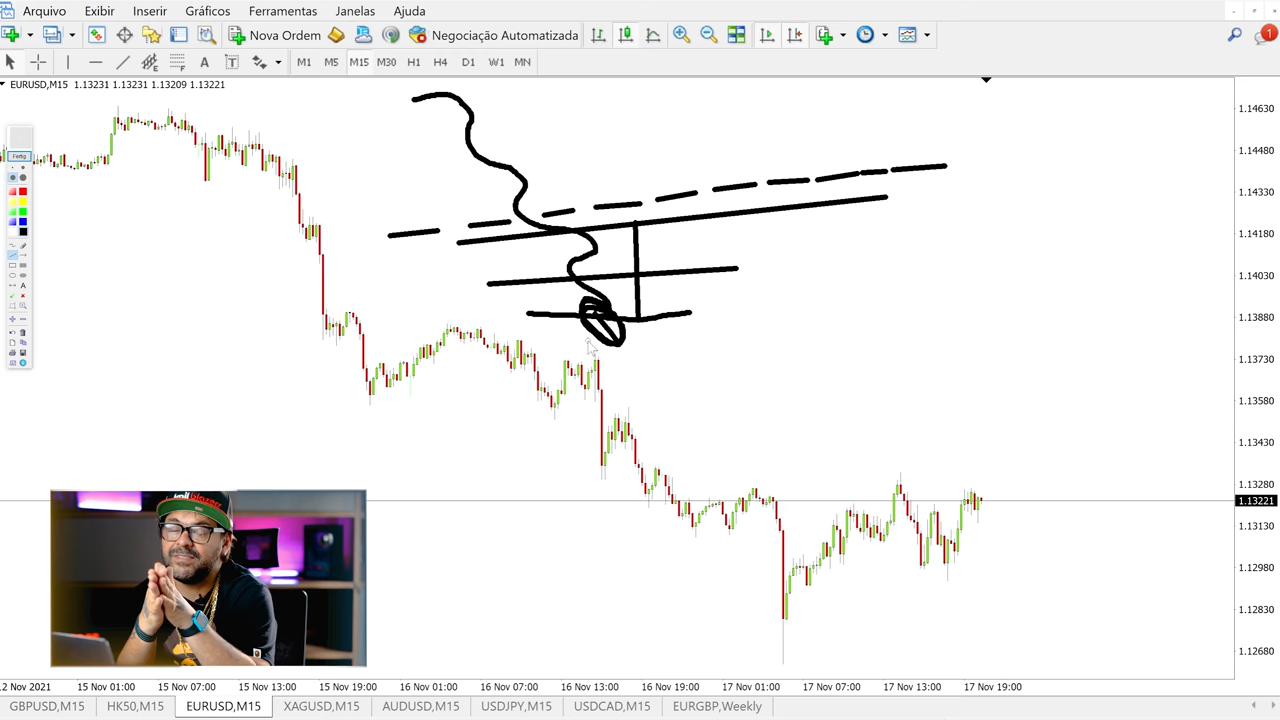 Arquivo Exibir Inserir Gráficos Ferramentas Janelas Ajuda
Nova Ordem Negociação Automatizada 1
A T M1 M5 M15 M30 H1 H4 D1 W1 MN
EURUSD,M15 1.13231 1.13231 1.13209 1.13221
1.14630
1.14480
Fertig
1.14330
1.14180
1.14030
A
1.13880
1.13730
1.13580
1.13430
1.13280
1.13221
1.13130
1.12980
1.12830
1.12680
2 Nov 2021 15 Nov 01:00 15 Nov 07:00 15 Nov 13:00 15 Nov 19:00 16 Nov 01:00 16 Nov 07:00 16 Nov 13:00 16 Nov 19:00 17 Nov 01:00 17 Nov 07:00 17 Nov 13:00 17 Nov 19:00
GBPUSD,M15 HK50,M15 EURUSD,M15 XAGUSD,M15 AUDUSD,M15 USDJPY,M15 USDCAD,M15 EURGBP,Weekly